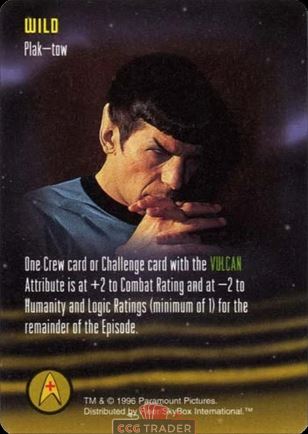 WILD
Plak-tow
One Crew card or Challenge card with the VULCAN
Attribute is at +2 to Combat Rating and at -2 to
Humanity and Logic Ratings (minimum of 1) for the
remainder of the Episode.
TM & © 1996 Paramount Pictures.
Distributed by SkyBox International.™
CCG TRADER